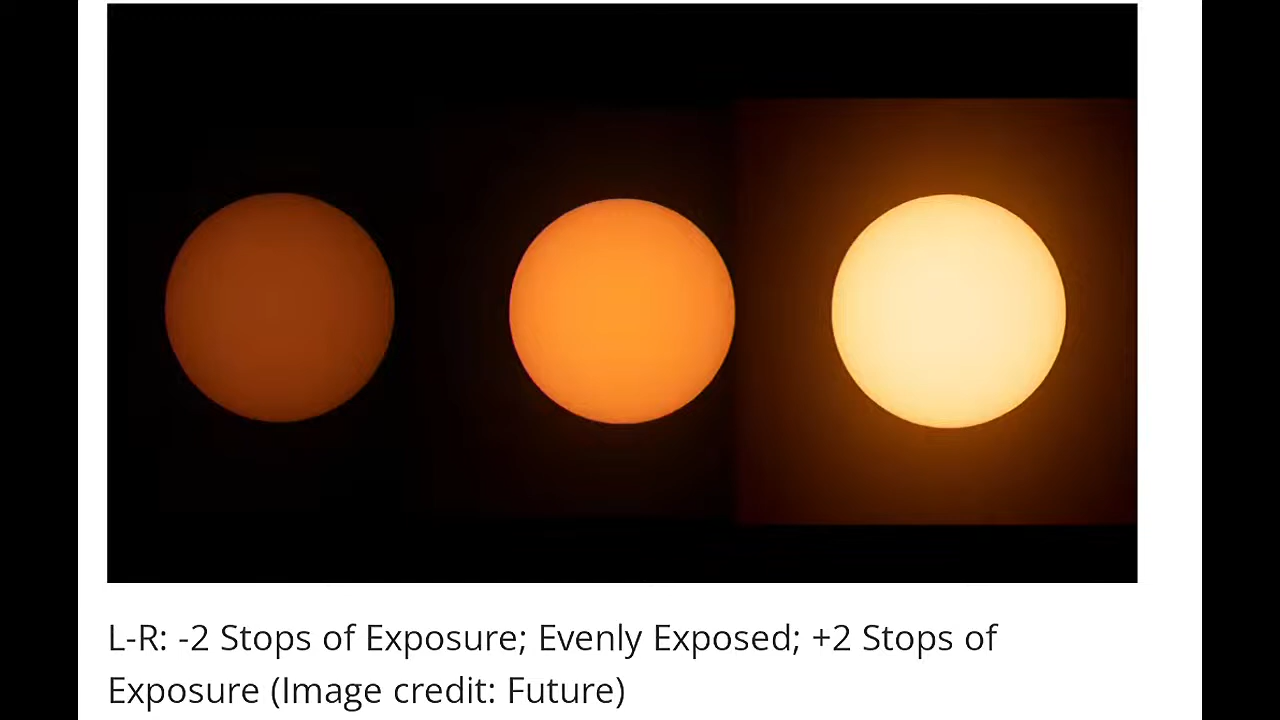 L-R: -2 Stops of Exposure; Evenly Exposed; +2 Stops of
Exposure (Image credit: Future)